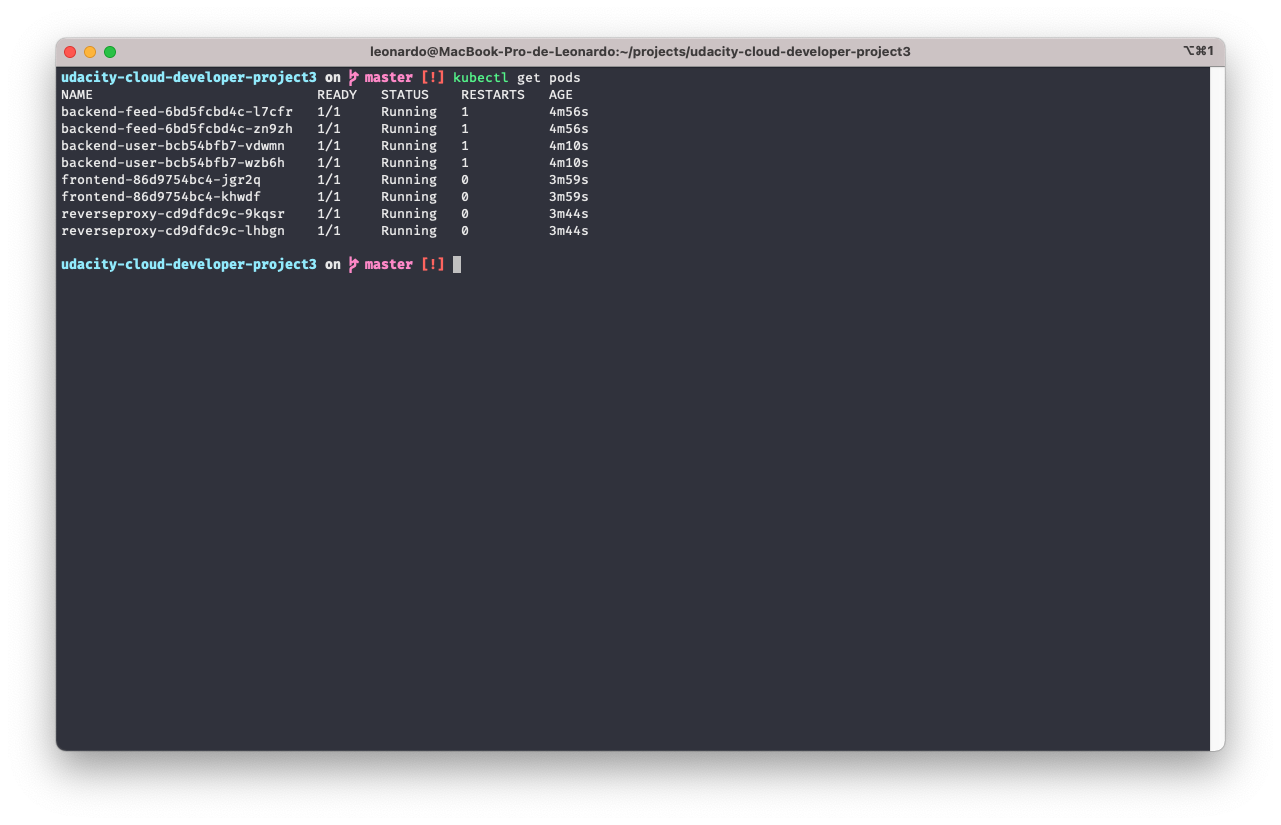 leonardo@MacBook-Pro-de-Leonardo:~/projects/udacity-cloud-developer-project3 ⌥⌘1
udacity-cloud-developer-project3 on master [!] kubectl get pods
NAME READY STATUS RESTARTS AGE
backend-feed-6bd5fcbd4c-l7cfr 1/1 Running 1 4m56s
backend-feed-6bd5fcbd4c-zn9zh 1/1 Running 1 4m56s
backend-user-bcb54bfb7-vdwmn 1/1 Running 1 4m10s
backend-user-bcb54bfb7-wzb6h 1/1 Running 1 4m10s
frontend-86d9754bc4-jgr2q 1/1 Running 0 3m59s
frontend-86d9754bc4-khwdf 1/1 Running 0 3m59s
reverseproxy-cd9dfdc9c-9kqsr 1/1 Running 0 3m44s
reverseproxy-cd9dfdc9c-lhbgn 1/1 Running 0 3m44s
udacity-cloud-developer-project3 on master [!]